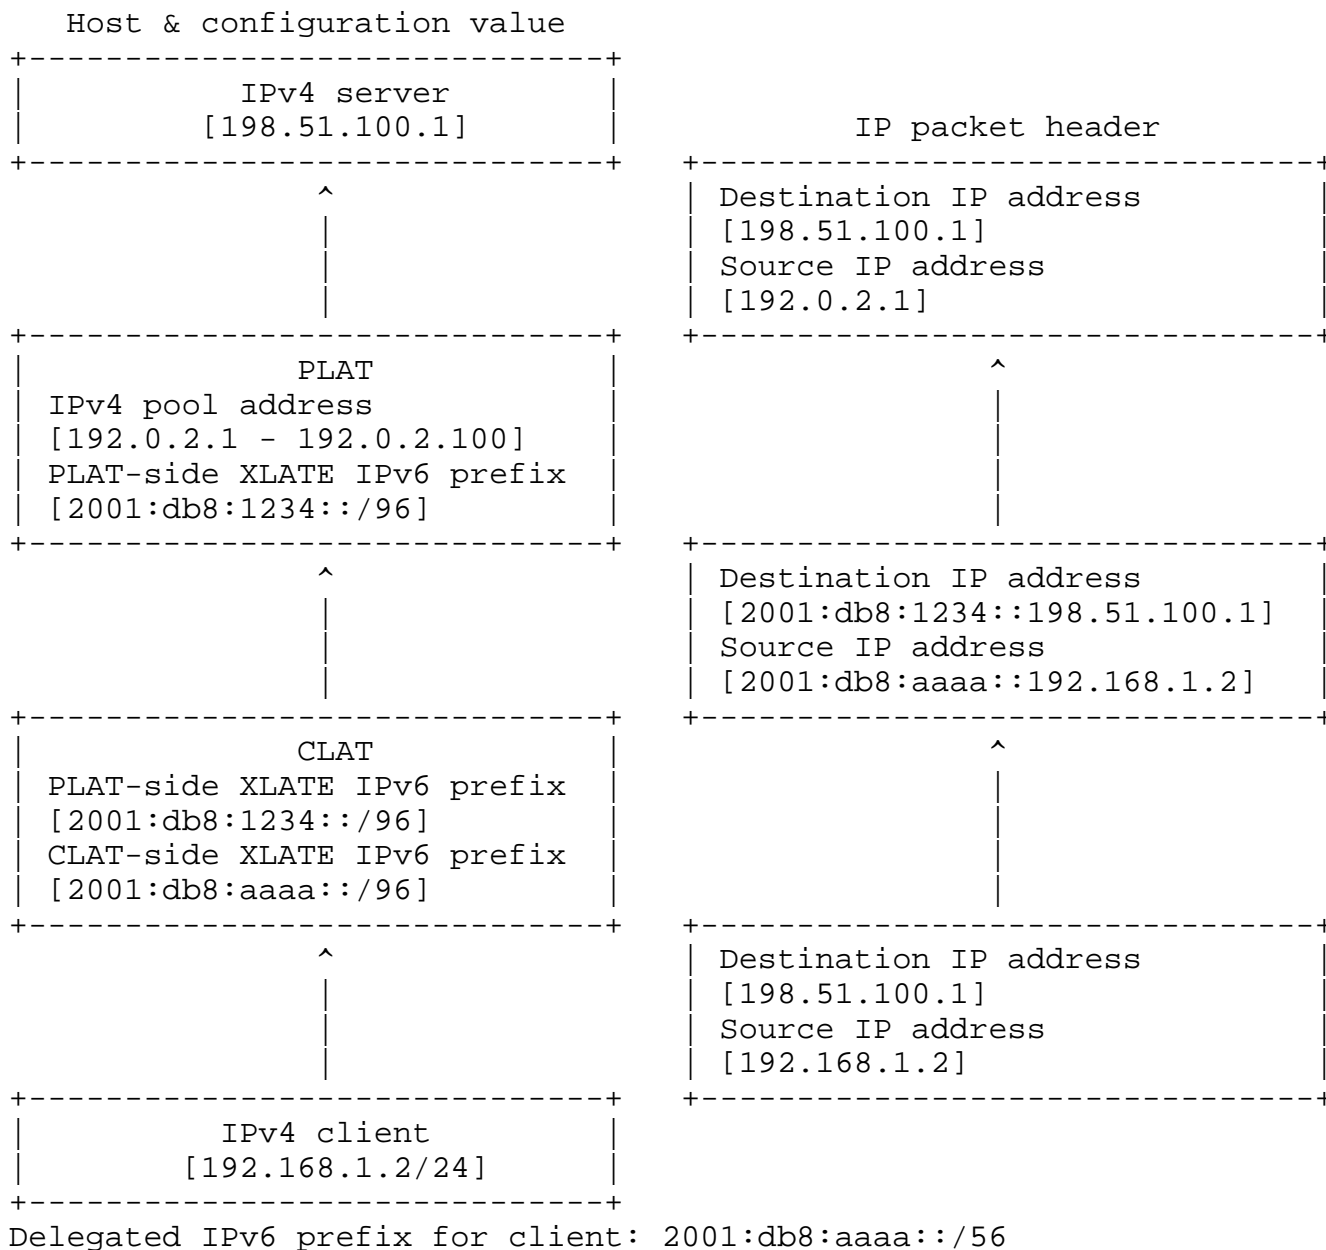 Host & configuration value
IPv4 server
[198.51.100.1]
IP packet header
Destination IP address
[198.51.100.1]
Source IP address
[192.0.2.1]
PLAT
IPv4 pool address
[192.0.2.1 - 192.0.2.100]
PLAT-side XLATE IPv6 prefix
[2001:db8:1234::/96]
Destination IP address
[2001:db8:1234::198.51.100.1]
Source IP address
[2001:db8:aaaa::192.168.1.2]
CLAT
PLAT-side XLATE IPv6 prefix
[2001:db8:1234::/96]
CLAT-side XLATE IPv6 prefix
[2001:db8:aaaa::/96]
Destination IP address
[198.51.100.1]
Source IP address
[192.168.1.2]
IPv4 client
[192.168.1.2/24]
Delegated IPv6 prefix for client: 2001:db8:aaaa::/56